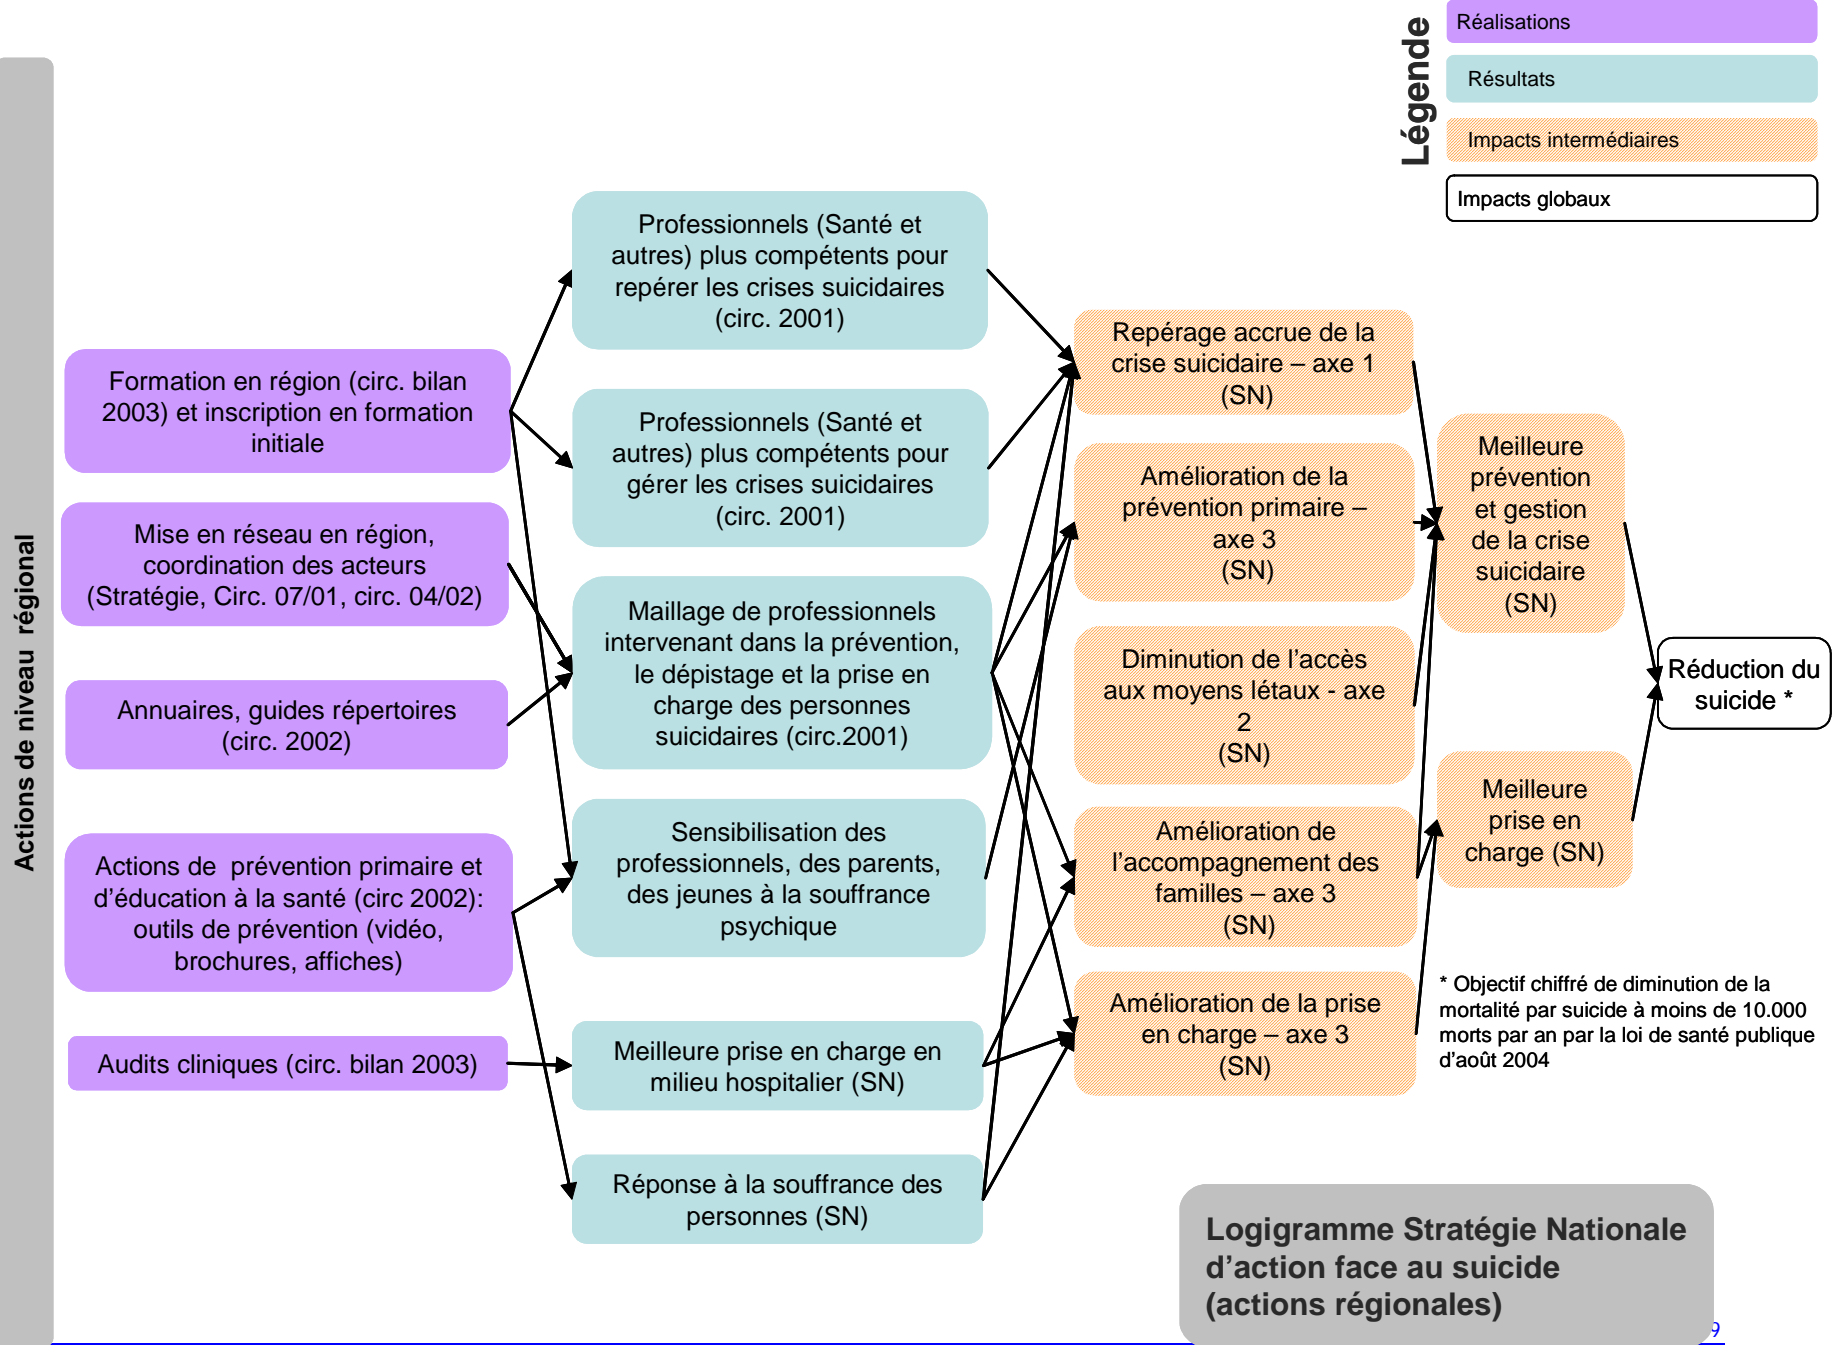 Légende
Réalisations
Résultats
Impacts intermédiaires
Impacts globaux
Actions de niveau régional
Formation en région (circ. bilan
2003) et inscription en formation
initiale
Mise en réseau en région,
coordination des acteurs
(Stratégie, Circ. 07/01, circ. 04/02)
Annuaires, guides répertoires
(circ. 2002)
Actions de prévention primaire et
d’éducation à la santé (circ 2002):
outils de prévention (vidéo,
brochures, affiches)
Audits cliniques (circ. bilan 2003)
Professionnels (Santé et
autres) plus compétents pour
repérer les crises suicidaires
(circ. 2001)
Professionnels (Santé et
autres) plus compétents pour
gérer les crises suicidaires
(circ. 2001)
Maillage de professionnels
intervenant dans la prévention,
le dépistage et la prise en
charge des personnes
suicidaires (circ.2001)
Sensibilisation des
professionnels, des parents,
des jeunes à la souffrance
psychique
Meilleure prise en charge en
milieu hospitalier (SN)
Réponse à la souffrance des
personnes (SN)
Repérage accrue de la
crise suicidaire – axe 1
(SN)
Amélioration de la
prévention primaire –
axe 3
(SN)
Diminution de l’accès
aux moyens létaux - axe
2
(SN)
Amélioration de
l’accompagnement des
familles – axe 3
(SN)
Amélioration de la prise
en charge – axe 3
(SN)
Meilleure
prévention
et gestion
de la crise
suicidaire
(SN)
Meilleure
prise en
charge (SN)
Réduction du
suicide *
* Objectif chiffré de diminution de la
mortalité par suicide à moins de 10.000
morts par an par la loi de santé publique
d’août 2004
Logigramme Stratégie Nationale
d’action face au suicide
(actions régionales)
9